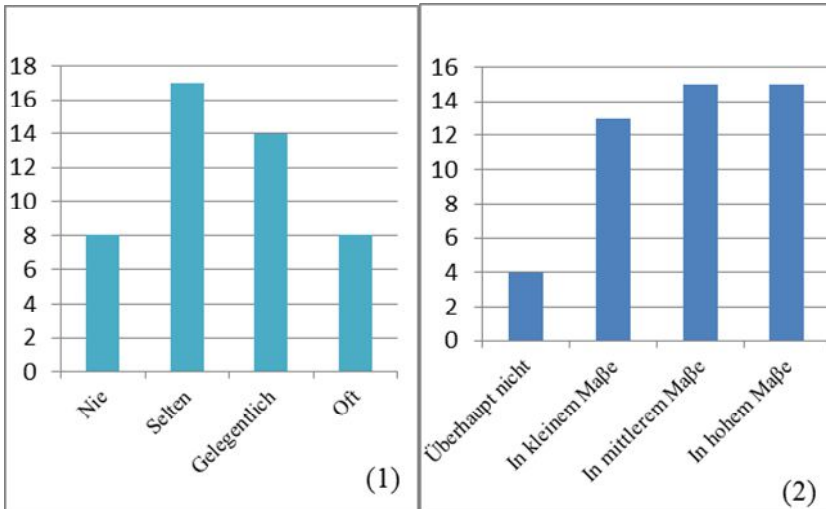 18
16
14
12
10
8
6
4
2
0
Nie
Selten
Gelegentlich
Oft
(1)
16
14
12
10
8
6
4
2
0
Überhaupt nicht
In kleinem Maße
In mittlerem Maße
In hohem Maße
(2)